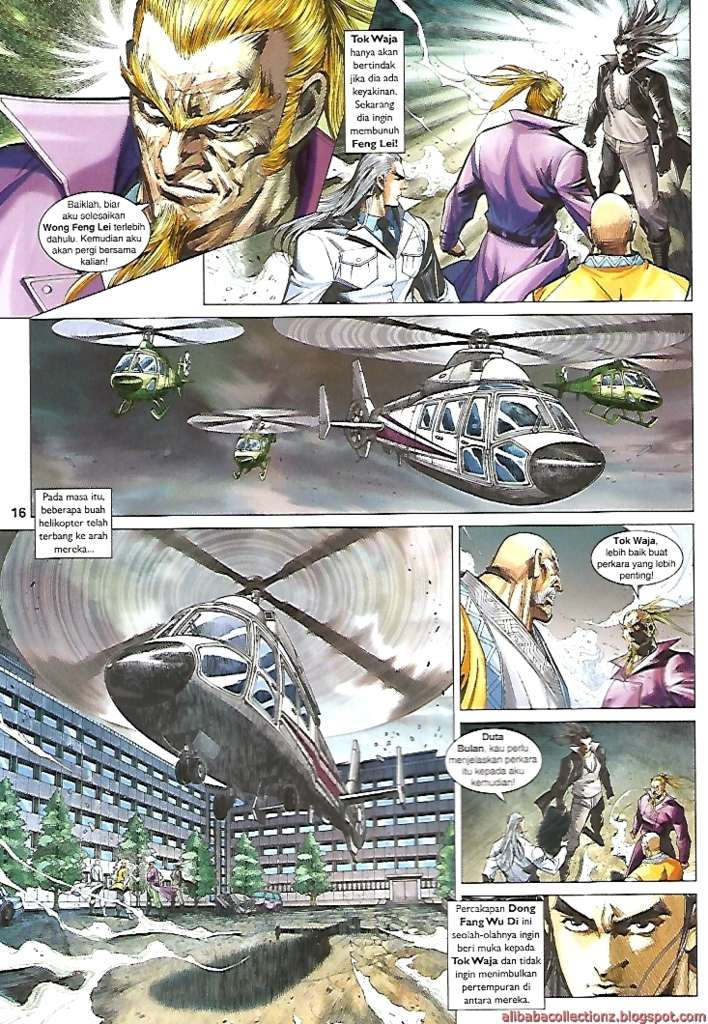 Tok Waja
hanya akan
bertindak
jika dia ada
keyakinan.
Sekarang
dia ingin
membunuh
Feng Lei!
Baiklah, biar
aku selesaikan
Wong Feng Lei terlebih
dahulu. Kemudian aku
akan pergi bersama
kalian!
16
Pada masa itu,
beberapa buah
helikopter telah
terbang ke arah
mereka...
Tok Waja,
lebih baik buat
perkara yang lebih
penting!
Duta
Bulan, kau perlu
menjelaskan perkara
itu kepada aku
kemudian!
Percakapan Dong
Fang Wu Di ini
seolah-olahnya ingin
beri muka kepada
Tok Waja dan tidak
ingin menimbulkan
pertempuran di
antara mereka.
alibabacollectionz.blogspot.com